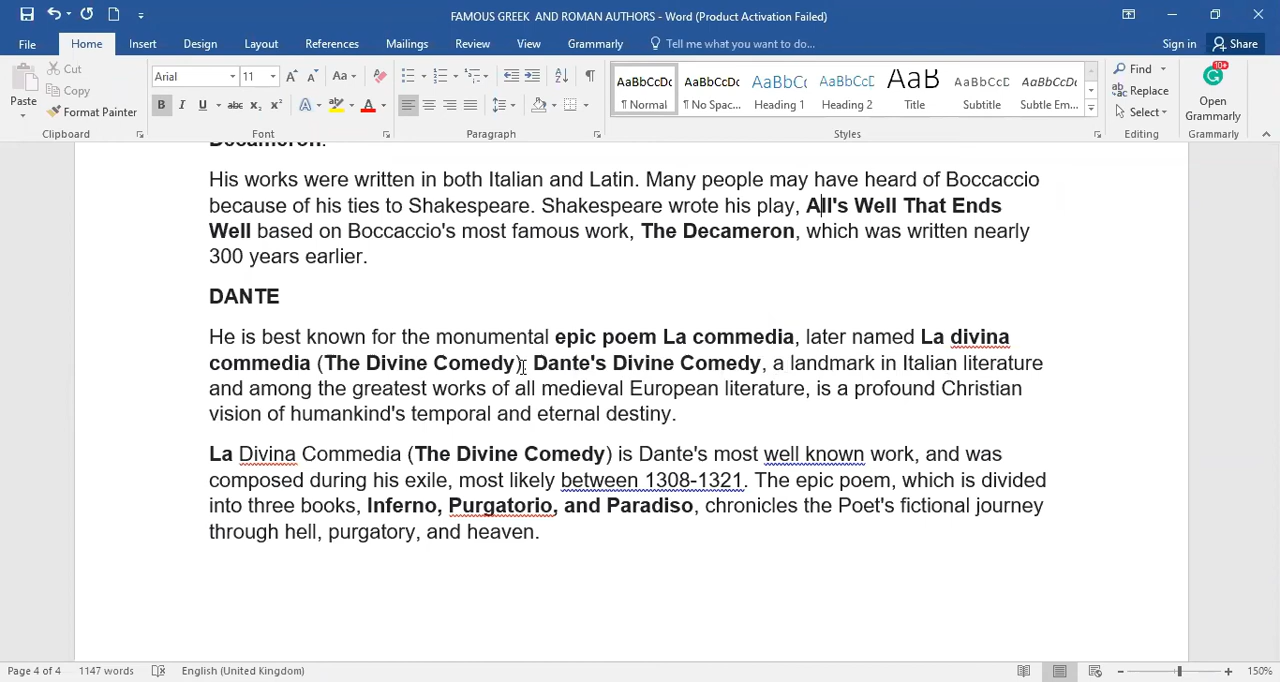 FAMOUS GREEK AND ROMAN AUTHORS - Word (Product Activation Failed)
File Home Insert Design Layout References Mailings Review View Grammarly Tell me what you want to do... Sign in Share
Cut
Copy
Paste
Format Painter
Arial 11
AaBbCcDc AaBbCcDc AaBbCc AaBbCcD AaB AaBbCcD AaBbCcDc
¶ Normal ¶ No Spac... Heading 1 Heading 2 Title Subtitle Subtle Em...
Find
Replace
Select
Open
Grammarly
10+
Clipboard Font Paragraph Styles Editing Grammarly
Decameron.
His works were written in both Italian and Latin. Many people may have heard of Boccaccio
because of his ties to Shakespeare. Shakespeare wrote his play, All's Well That Ends
Well based on Boccaccio's most famous work, The Decameron, which was written nearly
300 years earlier.
DANTE
He is best known for the monumental epic poem La commedia, later named La divina
commedia (The Divine Comedy). Dante's Divine Comedy, a landmark in Italian literature
and among the greatest works of all medieval European literature, is a profound Christian
vision of humankind's temporal and eternal destiny.
La Divina Commedia (The Divine Comedy) is Dante's most well known work, and was
composed during his exile, most likely between 1308-1321. The epic poem, which is divided
into three books, Inferno, Purgatorio, and Paradiso, chronicles the Poet's fictional journey
through hell, purgatory, and heaven.
Page 4 of 4 1147 words English (United Kingdom) 150%